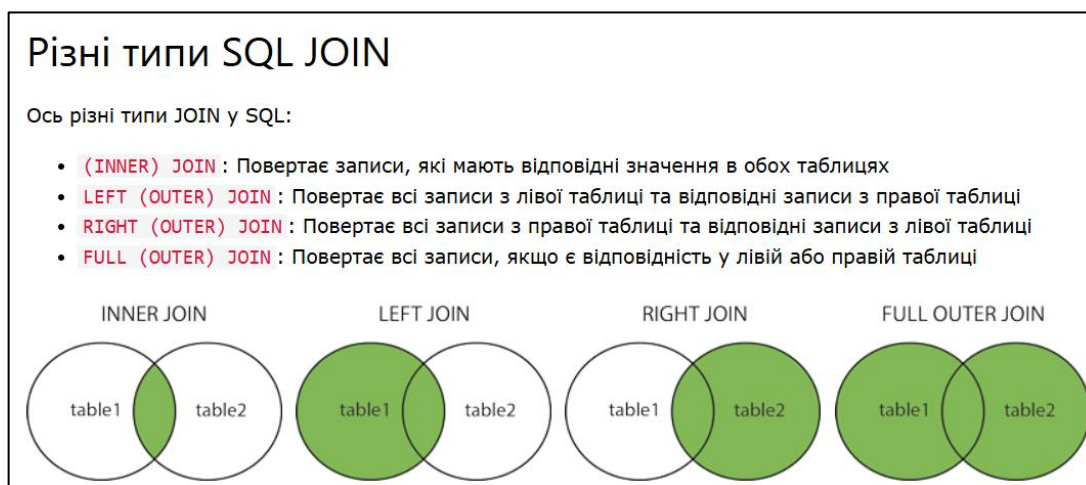 Різні типи SQL JOIN
Ось різні типи JOIN у SQL:
• (INNER) JOIN: Повертає записи, які мають відповідні значення в обох таблицях
• LEFT (OUTER) JOIN: Повертає всі записи з лівої таблиці та відповідні записи з правої таблиці
• RIGHT (OUTER) JOIN: Повертає всі записи з правої таблиці та відповідні записи з лівої таблиці
• FULL (OUTER) JOIN: Повертає всі записи, якщо є відповідність у лівій або правій таблиці
INNER JOIN LEFT JOIN RIGHT JOIN FULL OUTER JOIN
table1 table2 table1 table2 table1 table2 table1 table2